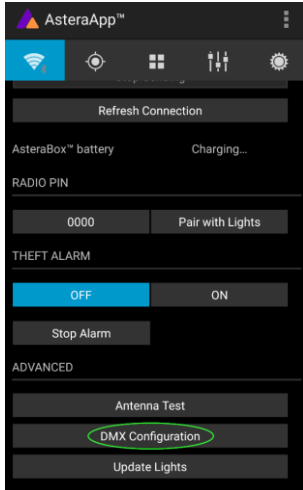 AsteraApp™
Refresh Connection
AsteraBox™ battery Charging...
RADIO PIN
0000 Pair with Lights
THEFT ALARM
OFF ON
Stop Alarm
ADVANCED
Antenna Test
DMX Configuration
Update Lights